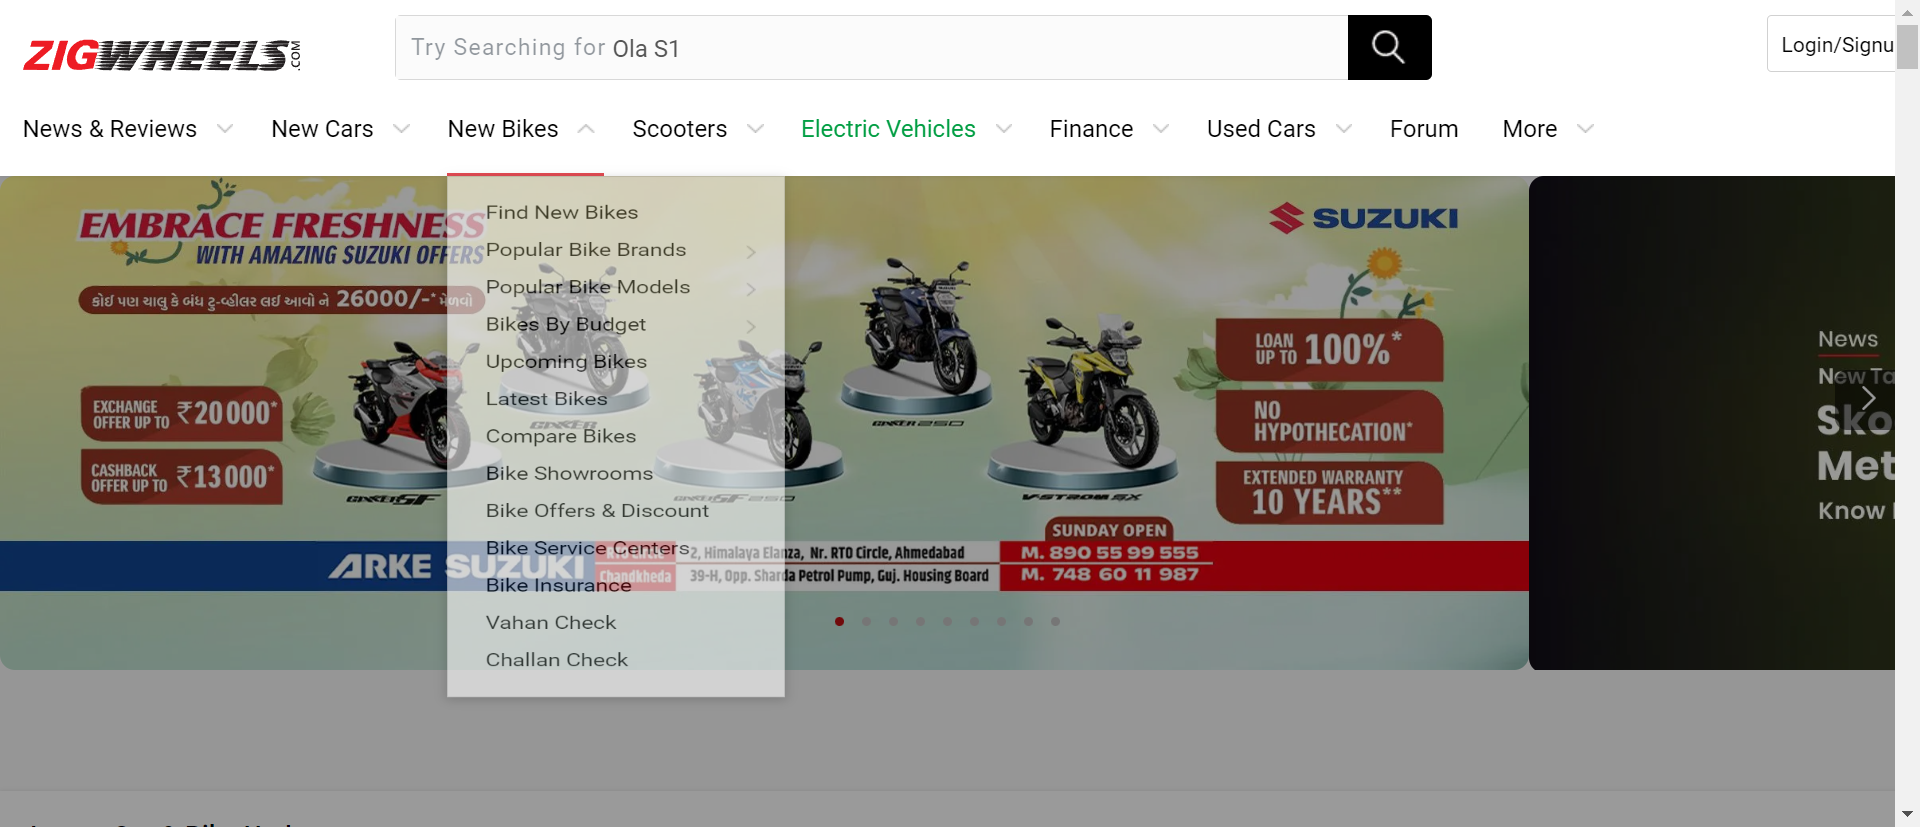 ZIGWHEELS.COM
Try Searching for Ola S1
Login/Signu
News & Reviews
New Cars
New Bikes
Scooters
Electric Vehicles
Finance
Used Cars
Forum
More
Find New Bikes
Popular Bike Brands
Popular Bike Models
Bikes By Budget
Upcoming Bikes
Latest Bikes
Compare Bikes
Bike Showrooms
Bike Offers & Discount
Bike Service Centers
Bike Insurance
Vahan Check
Challan Check
EMBRACE FRESHNESS
WITH AMAZING SUZUKI OFFERS
કોઈ પણ ચાલુ કે બંધ ટુ-વ્હીલર લઈ આવો ને 26000/-* મેળવો
EXCHANGE
OFFER UP TO ₹20000*
CASHBACK
OFFER UP TO ₹13000*
GIXXER SF
GIXXER
GIXXER SF 250
GIXXER 250
V-STROM SX
SUZUKI
LOAN
UP TO 100%*
NO
HYPOTHECATION*
EXTENDED WARRANTY
10 YEARS**
SUNDAY OPEN
ARKE SUZUKI
RTO Circle
2, Himalaya Elanza, Nr. RTO Circle, Ahmedabad
M. 890 55 99 555
Chandkheda
39-H, Opp. Sharda Petrol Pump, Guj. Housing Board
M. 748 60 11 987
News
New Ta
Sko
Met
Know